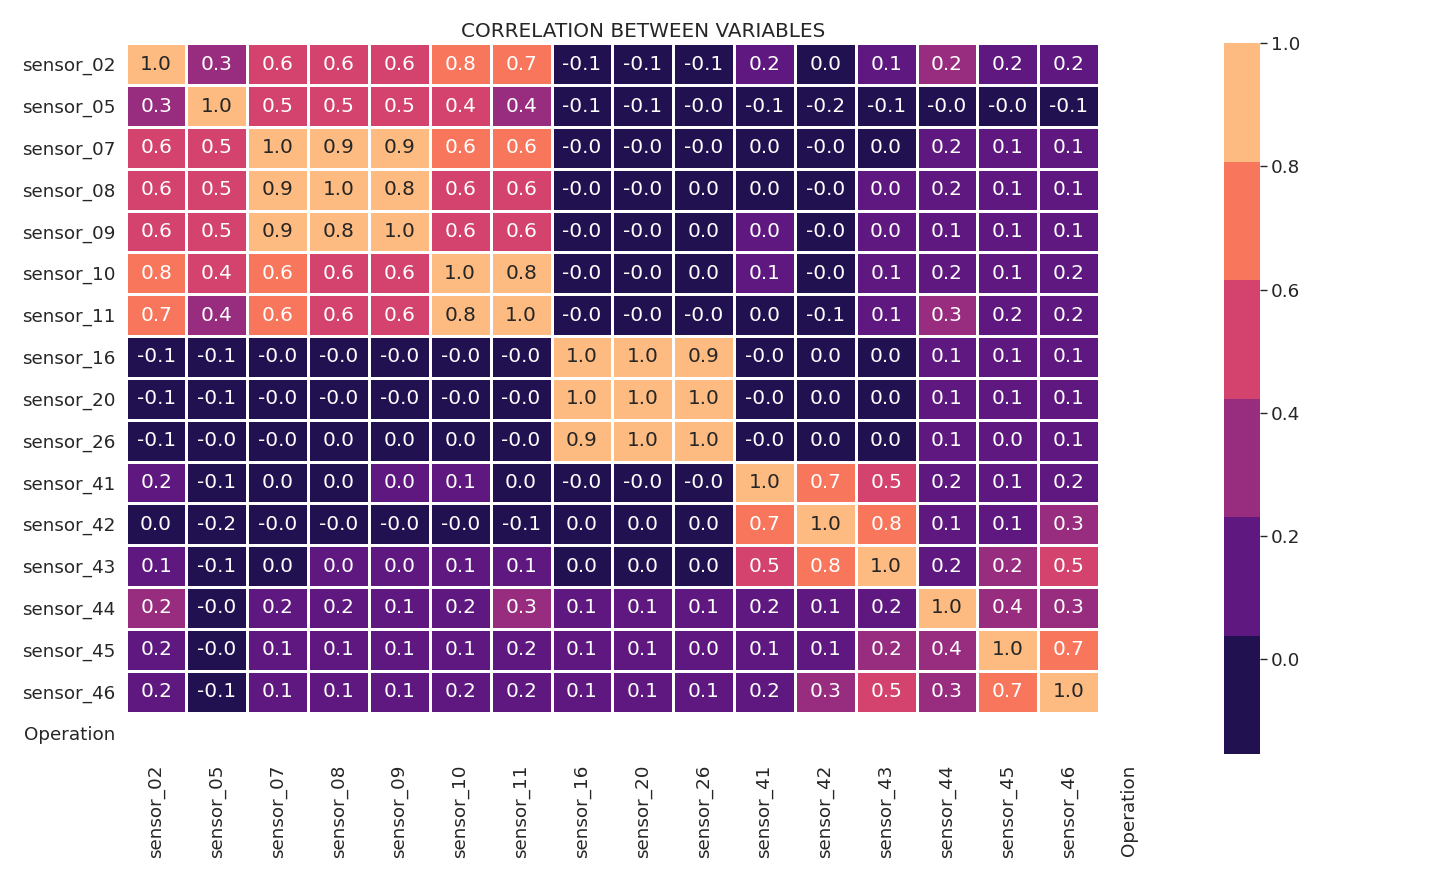 CORRELATION BETWEEN VARIABLES
sensor_02 1.0 0.3 0.6 0.6 0.6 0.8 0.7 -0.1 -0.1 -0.1 0.2 0.0 0.1 0.2 0.2 0.2
sensor_05 0.3 1.0 0.5 0.5 0.5 0.4 0.4 -0.1 -0.1 -0.0 -0.1 -0.2 -0.1 -0.0 -0.0 -0.1
sensor_07 0.6 0.5 1.0 0.9 0.9 0.6 0.6 -0.0 -0.0 -0.0 0.0 -0.0 0.0 0.2 0.1 0.1
sensor_08 0.6 0.5 0.9 1.0 0.8 0.6 0.6 -0.0 -0.0 0.0 0.0 -0.0 0.0 0.2 0.1 0.1
sensor_09 0.6 0.5 0.9 0.8 1.0 0.6 0.6 -0.0 -0.0 0.0 0.0 -0.0 0.0 0.1 0.1 0.1
sensor_10 0.8 0.4 0.6 0.6 0.6 1.0 0.8 -0.0 -0.0 0.0 0.1 -0.0 0.1 0.2 0.1 0.2
sensor_11 0.7 0.4 0.6 0.6 0.6 0.8 1.0 -0.0 -0.0 -0.0 0.0 -0.1 0.1 0.3 0.2 0.2
sensor_16 -0.1 -0.1 -0.0 -0.0 -0.0 -0.0 -0.0 1.0 1.0 0.9 -0.0 0.0 0.0 0.1 0.1 0.1
sensor_20 -0.1 -0.1 -0.0 -0.0 -0.0 -0.0 -0.0 1.0 1.0 1.0 -0.0 0.0 0.0 0.1 0.1 0.1
sensor_26 -0.1 -0.0 -0.0 0.0 0.0 0.0 -0.0 0.9 1.0 1.0 -0.0 0.0 0.0 0.1 0.0 0.1
sensor_41 0.2 -0.1 0.0 0.0 0.0 0.1 0.0 -0.0 -0.0 -0.0 1.0 0.7 0.5 0.2 0.1 0.2
sensor_42 0.0 -0.2 -0.0 -0.0 -0.0 -0.0 -0.1 0.0 0.0 0.0 0.7 1.0 0.8 0.1 0.1 0.3
sensor_43 0.1 -0.1 0.0 0.0 0.0 0.1 0.1 0.0 0.0 0.0 0.5 0.8 1.0 0.2 0.2 0.5
sensor_44 0.2 -0.0 0.2 0.2 0.1 0.2 0.3 0.1 0.1 0.1 0.2 0.1 0.2 1.0 0.4 0.3
sensor_45 0.2 -0.0 0.1 0.1 0.1 0.1 0.2 0.1 0.1 0.0 0.1 0.1 0.2 0.4 1.0 0.7
sensor_46 0.2 -0.1 0.1 0.1 0.1 0.2 0.2 0.1 0.1 0.1 0.2 0.3 0.5 0.3 0.7 1.0
Operation
sensor_02 sensor_05 sensor_07 sensor_08 sensor_09 sensor_10 sensor_11 sensor_16 sensor_20 sensor_26 sensor_41 sensor_42 sensor_43 sensor_44 sensor_45 sensor_46 Operation
1.0
0.8
0.6
0.4
0.2
0.0